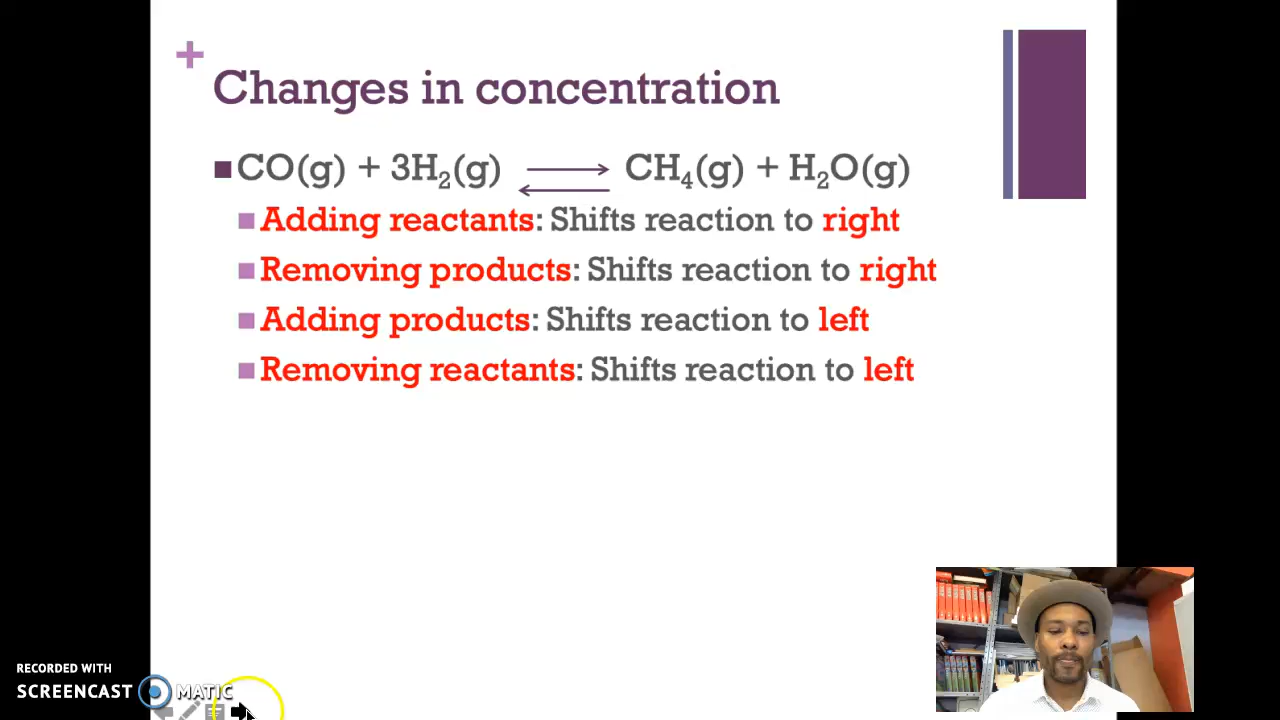 +
Changes in concentration
CO(g) + 3H₂(g) ⇄ CH₄(g) + H₂O(g)
Adding reactants: Shifts reaction to right
Removing products: Shifts reaction to right
Adding products: Shifts reaction to left
Removing reactants: Shifts reaction to left
RECORDED WITH
SCREENCAST MATIC